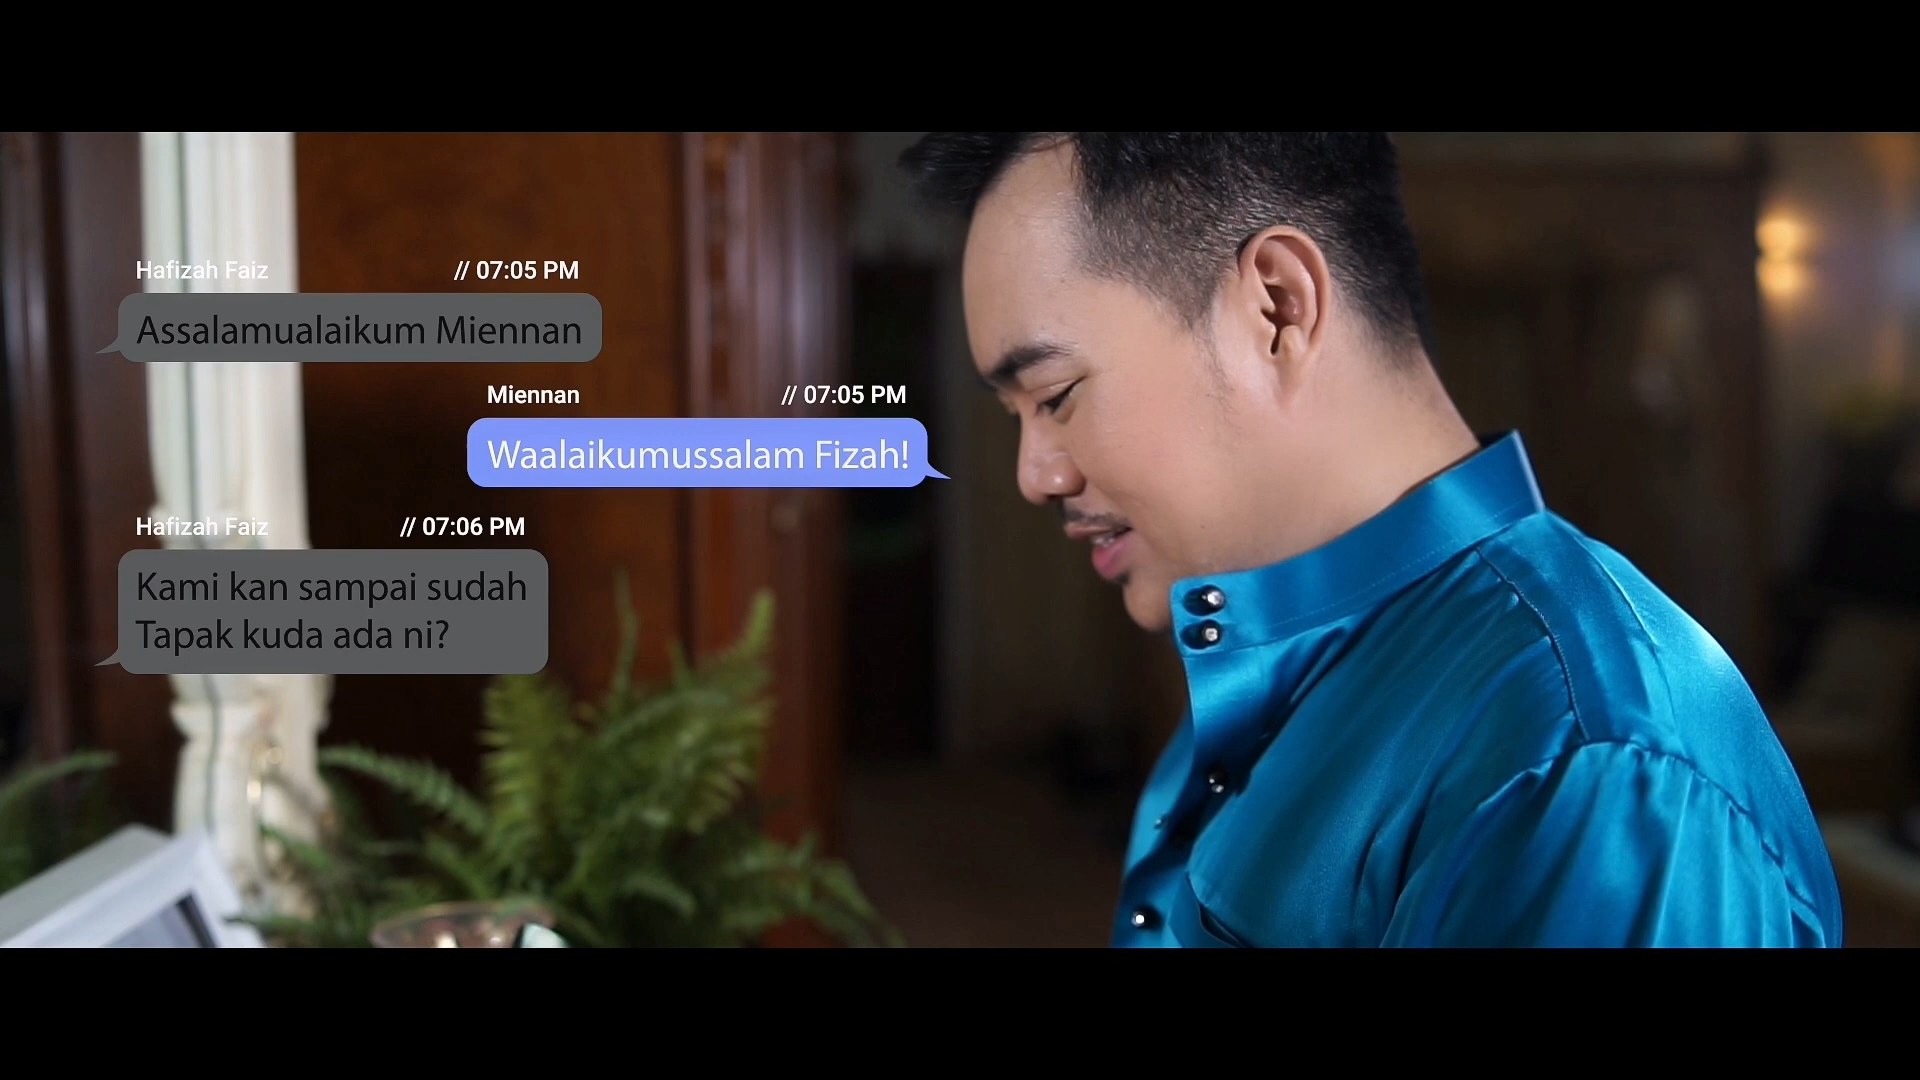 Hafizah Faiz // 07:05 PM
Assalamualaikum Miennan
Miennan // 07:05 PM
Waalaikumussalam Fizah!
Hafizah Faiz // 07:06 PM
Kami kan sampai sudah
Tapak kuda ada ni?